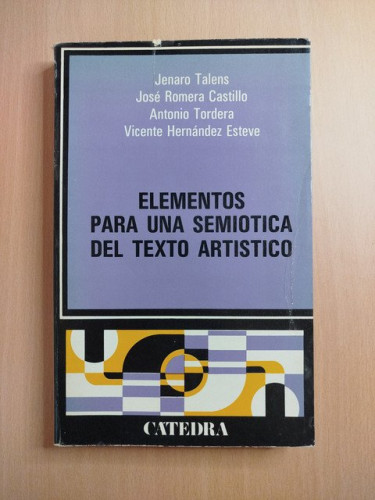 Jenaro Talens
José Romera Castillo
Antonio Tordera
Vicente Hernández Esteve
ELEMENTOS
PARA UNA SEMIOTICA
DEL TEXTO ARTISTICO
CATEDRA